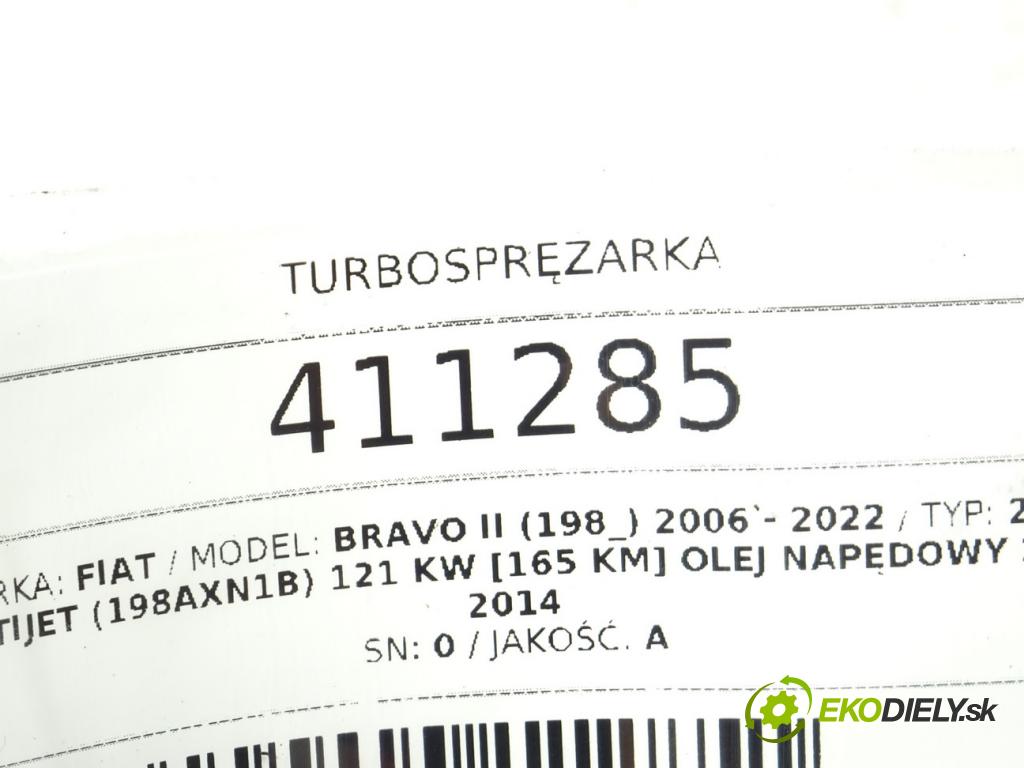 TURBOSPRĘZARKA
411285
RKA: FIAT / MODEL: BRAVO II (198_) 2006`- 2022 / TYP: 2
TIJET (198AXN1B) 121 KW [165 KM] OLEJ NAPĘDOWY
2014
SN: 0 / JAKOŚĆ. A
EKODIELY.sk